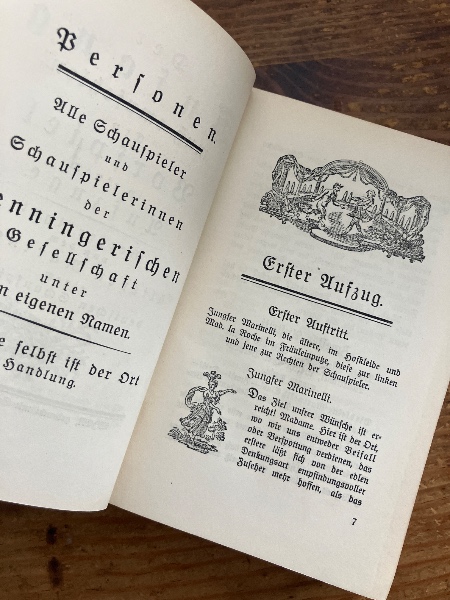 Personen.
Alle Schauspieler
und
Schauspielerinnen
der
enningerischen
Gesellschaft
unter
n eigenen Namen.
e selbst ist der Ort
Handlung.
Erster Aufzug.
Erster Auftritt.
Jungfer Marinelli, die ältere, im Hofkleide und
Mad. la Roche im Fräuleinputze, diese zur linken
und jene zur Rechten der Schauspieler.
Jungfer Marinelli.
Das Ziel unsrer Wünsche ist er-
reicht! Madame. Hier ist der Ort,
wo wir uns entweder Beifall
oder Verspottung verdienen, das
erstere läßt sich von der edlen
Denkungsart empfindungsvoller
Zuseher mehr hoffen, als das
7